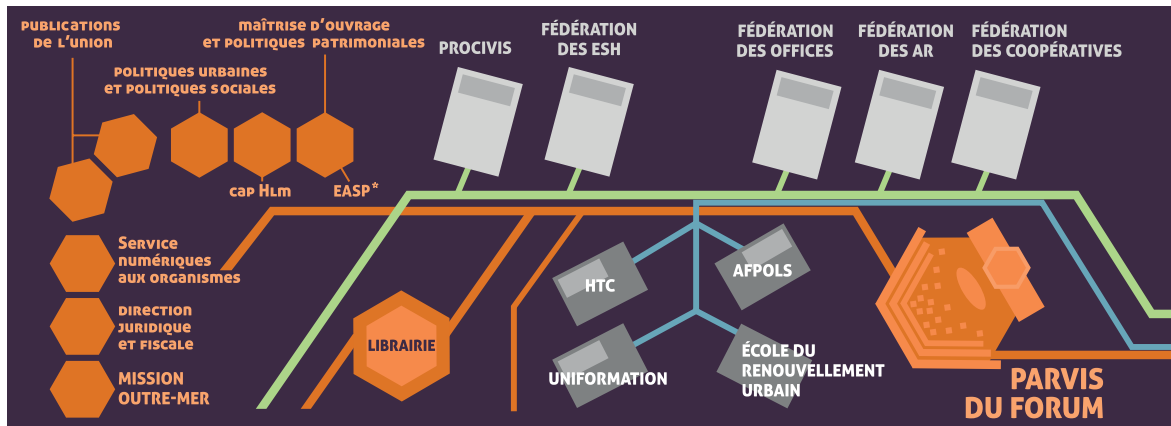 PUBLICATIONS
DE L'UNION
MAÎTRISE D'OUVRAGE
ET POLITIQUES PATRIMONIALES
POLITIQUES URBAINES
ET POLITIQUES SOCIALES
CAP HLM
EASP*
SERVICE
NUMÉRIQUES
AUX ORGANISMES
DIRECTION
JURIDIQUE
ET FISCALE
MISSION
OUTRE-MER
PROCIVIS
FÉDÉRATION
DES ESH
FÉDÉRATION
DES OFFICES
FÉDÉRATION
DES AR
FÉDÉRATION
DES COOPÉRATIVES
LIBRAIRIE
HTC
AFPOLS
UNIFORMATION
ÉCOLE DU
RENOUVELLEMENT
URBAIN
PARVIS
DU FORUM